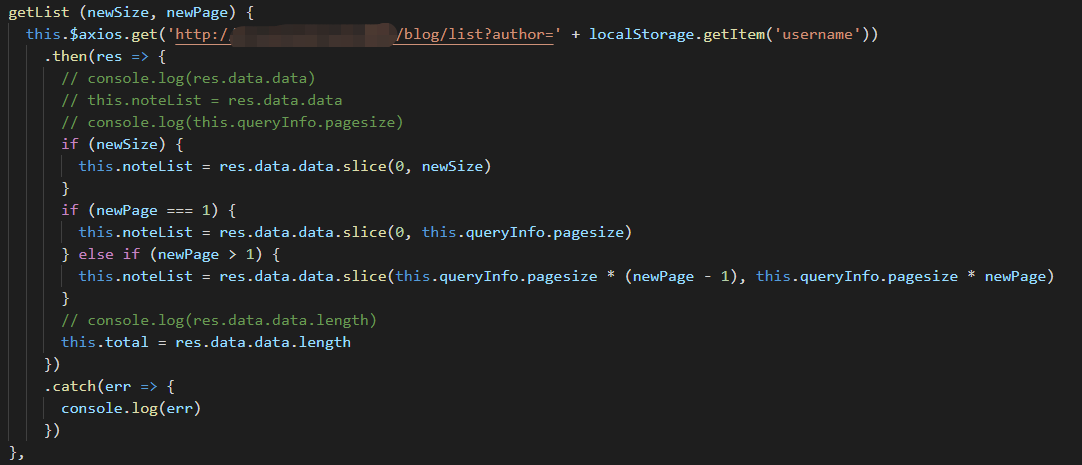 getList (newSize, newPage) {
  this.$axios.get('http:// /blog/list?author=' + localStorage.getItem('username'))
    .then(res => {
      // console.log(res.data.data)
      // this.noteList = res.data.data
      // console.log(this.queryInfo.pagesize)
      if (newSize) {
        this.noteList = res.data.data.slice(0, newSize)
      }
      if (newPage === 1) {
        this.noteList = res.data.data.slice(0, this.queryInfo.pagesize)
      } else if (newPage > 1) {
        this.noteList = res.data.data.slice(this.queryInfo.pagesize * (newPage - 1), this.queryInfo.pagesize * newPage)
      }
      // console.log(res.data.data.length)
      this.total = res.data.data.length
    })
    .catch(err => {
      console.log(err)
    })
},